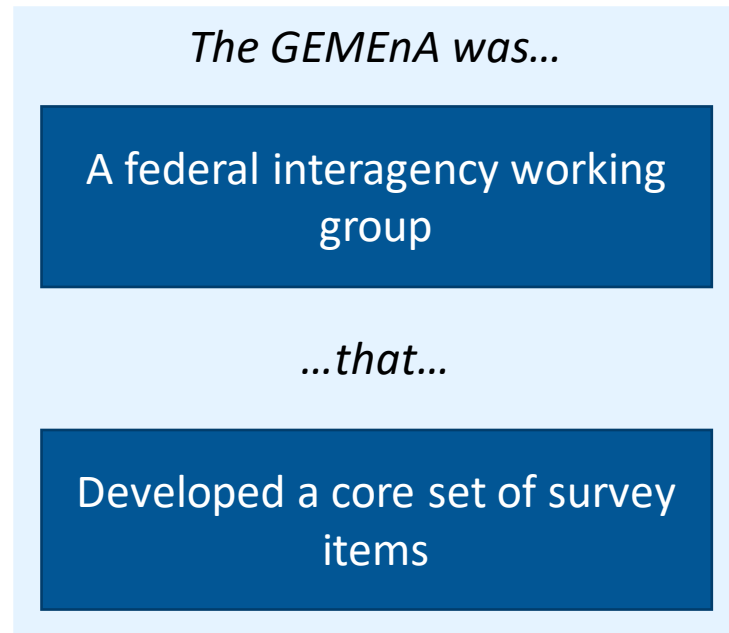 The GEMEnA was…
A federal interagency working
group
…that…
Developed a core set of survey
items